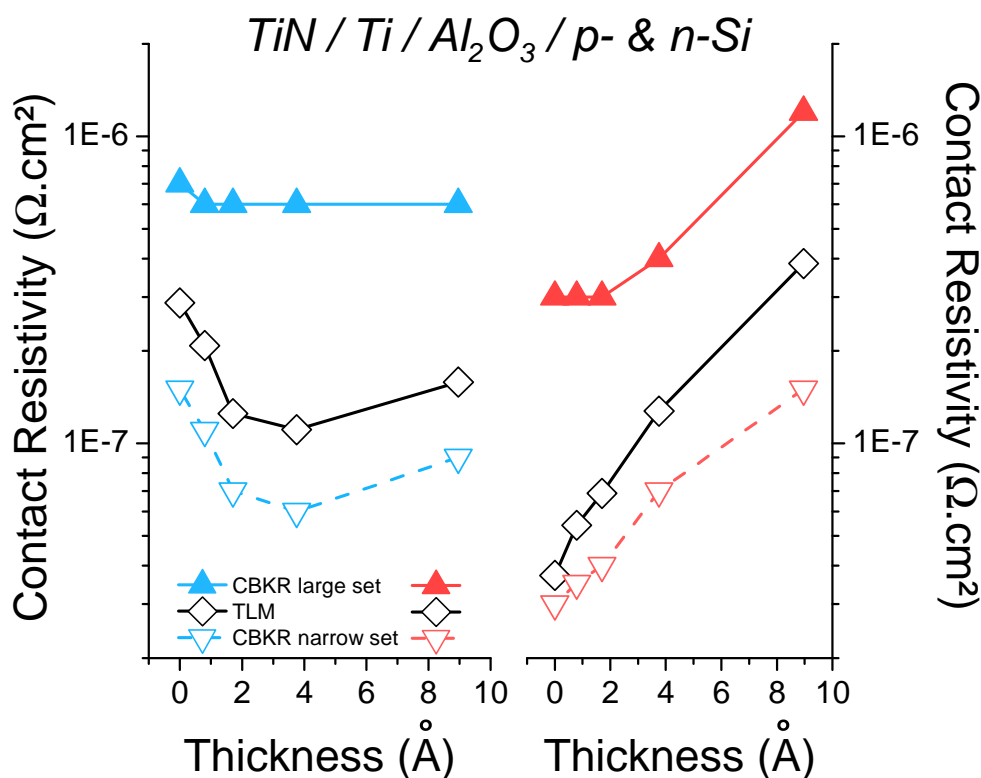 TiN / Ti / Al₂O₃ / p- & n-Si
Contact Resistivity (Ω.cm²)
1E-6
1E-7
CBKR large set
TLM
CBKR narrow set
0 2 4 6 8 10
Thickness (Å)
0 2 4 6 8 10
Thickness (Å)
1E-6
1E-7
Contact Resistivity (Ω.cm²)